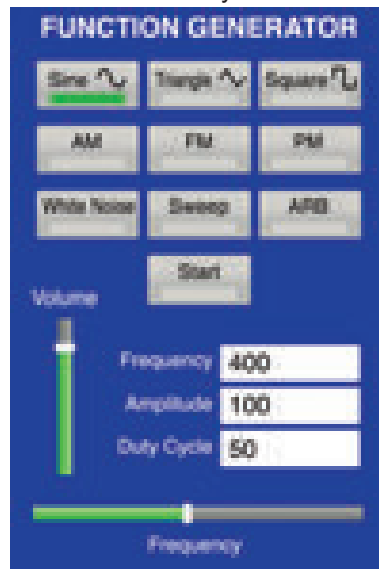 FUNCTION GENERATOR
Sine Triangle Square
AM FM PM
White Noise Sweep ARB
Start
Volume
Frequency 400
Amplitude 100
Duty Cycle 50
Frequency